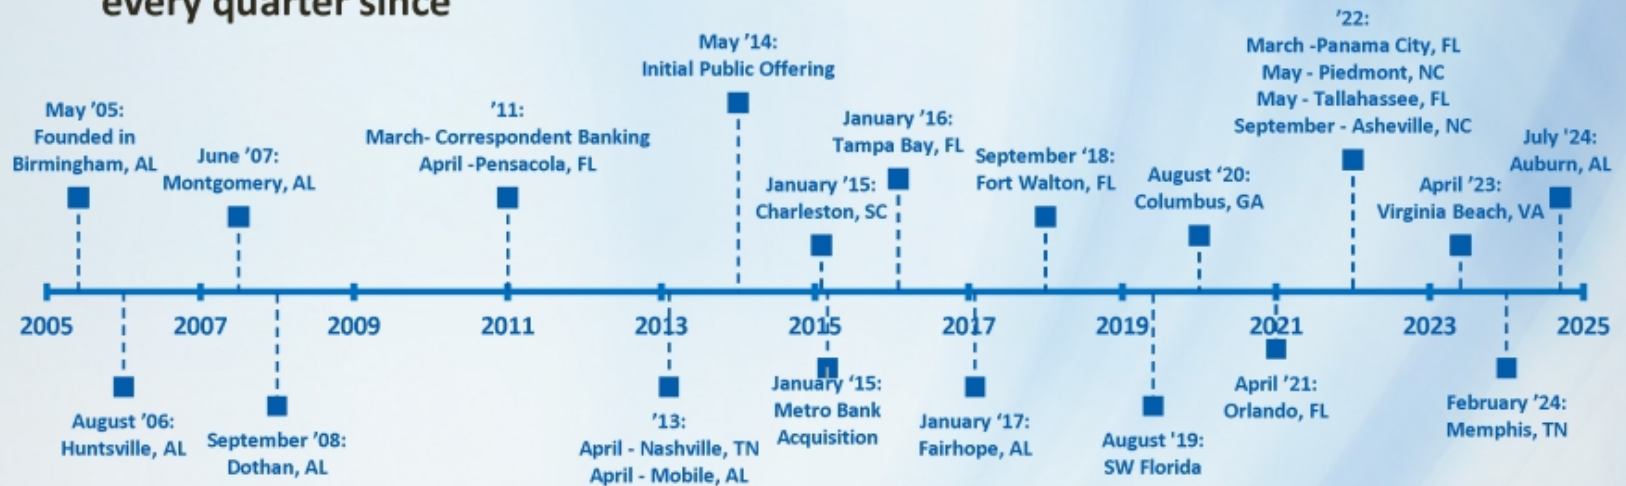 every quarter since
'22:
March -Panama City, FL
May - Piedmont, NC
May - Tallahassee, FL
September - Asheville, NC
May ’14:
Initial Public Offering
May ’05:
Founded in
Birmingham, AL
June ’07:
Montgomery, AL
’11:
March- Correspondent Banking
April -Pensacola, FL
January ’15:
Charleston, SC
January ’16:
Tampa Bay, FL
September ‘18:
Fort Walton, FL
August ‘20:
Columbus, GA
April ’23:
Virginia Beach, VA
July '24:
Auburn, AL
2005 2007 2009 2011 2013 2015 2017 2019 2021 2023 2025
August ’06:
Huntsville, AL
September ’08:
Dothan, AL
’13:
April - Nashville, TN
April - Mobile, AL
January ‘15:
Metro Bank
Acquisition
January ‘17:
Fairhope, AL
August '19:
SW Florida
April ’21:
Orlando, FL
February ’24:
Memphis, TN